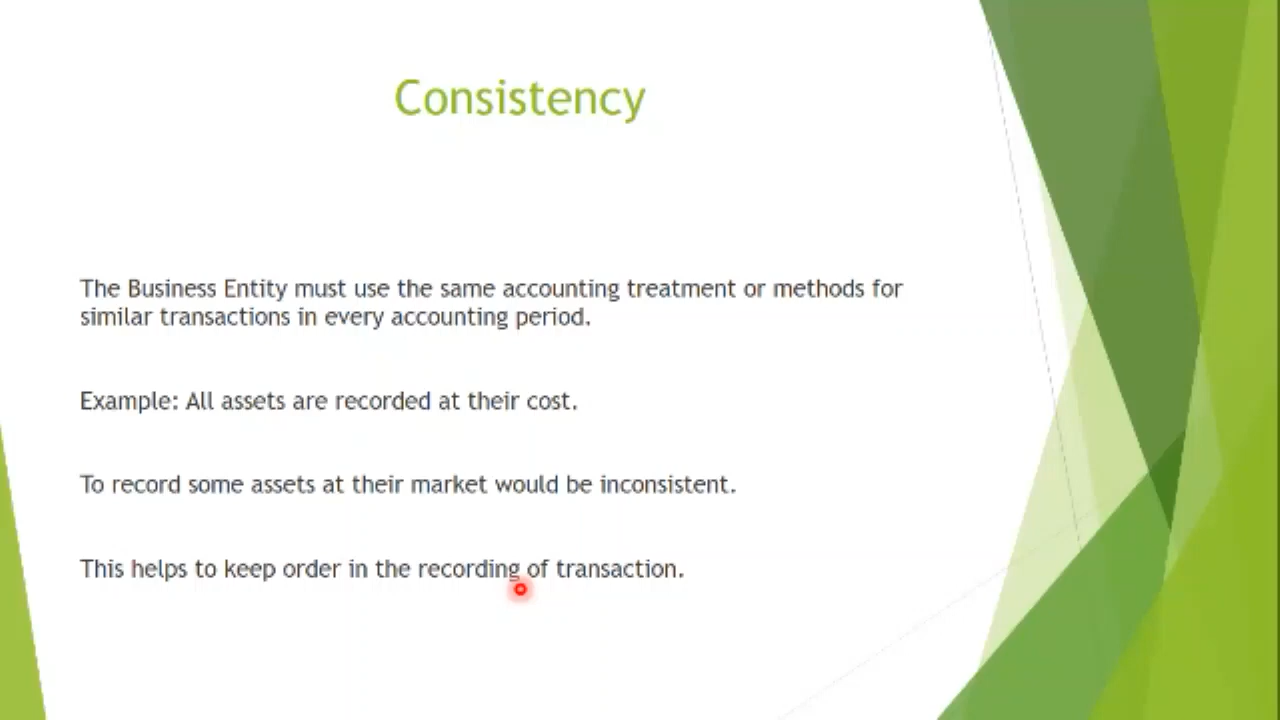 Consistency
The Business Entity must use the same accounting treatment or methods for
similar transactions in every accounting period.
Example: All assets are recorded at their cost.
To record some assets at their market would be inconsistent.
This helps to keep order in the recording of transaction.